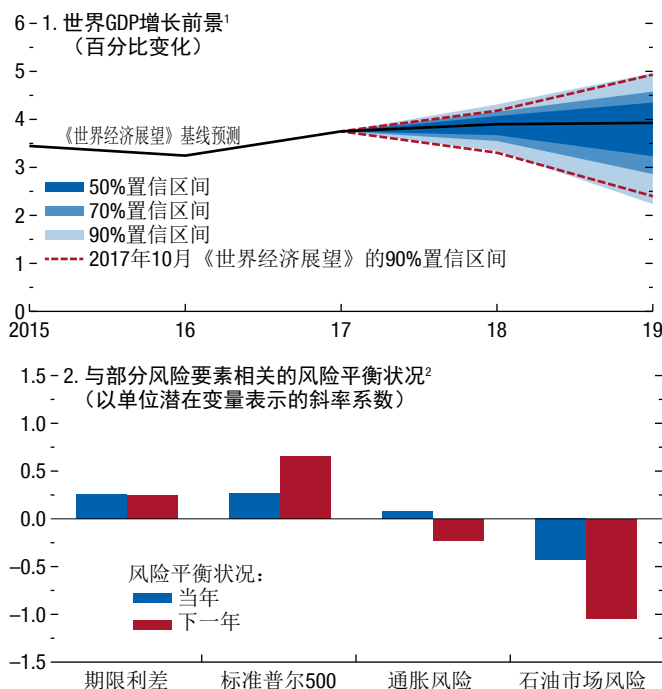 1. 世界GDP增长前景¹
（百分比变化）
6
5
4
3
2
1
0
《世界经济展望》基线预测
50%置信区间
70%置信区间
90%置信区间
2017年10月《世界经济展望》的90%置信区间
2015 16 17 18 19
2. 与部分风险要素相关的风险平衡状况²
（以单位潜在变量表示的斜率系数）
1.5
1.0
0.5
0.0
–0.5
–1.0
–1.5
风险平衡状况：
当年
下一年
期限利差 标准普尔500 通胀风险 石油市场风险